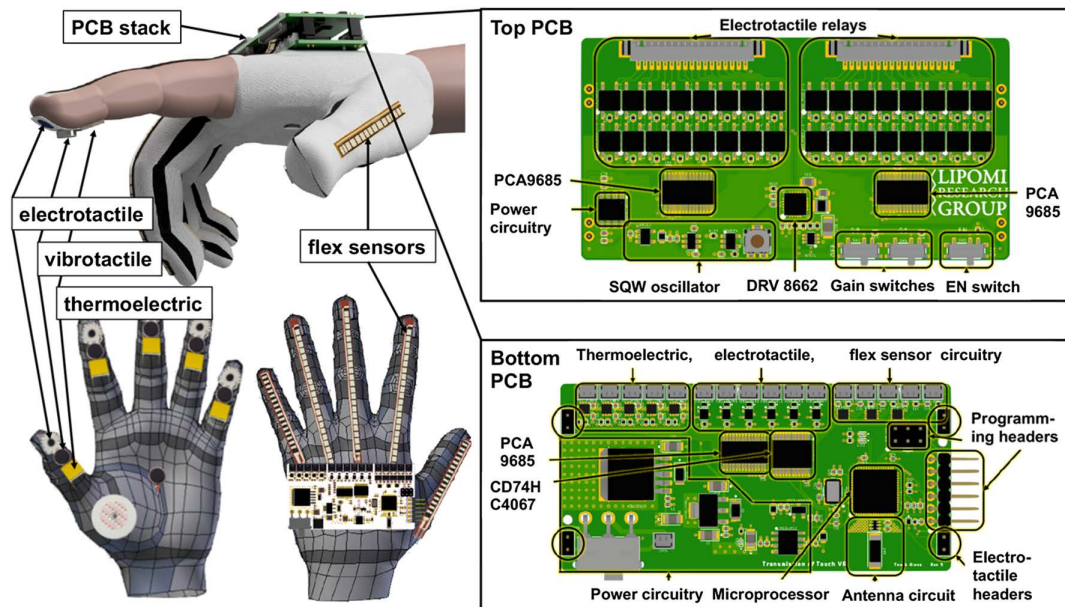 PCB stack
electrotactile
vibrotactile
thermoelectric
flex sensors
Top PCB
Electrotactile relays
PCA9685
Power
circuitry
LIPOMI
RESEARCH
GROUP
PCA
9685
SQW oscillator
DRV 8662
Gain switches
EN switch
Bottom
PCB
Thermoelectric,
electrotactile,
flex sensor circuitry
Programm-
ing headers
PCA
9685
CD74H
C4067
Electro-
tactile
headers
Power circuitry
Microprocessor
Antenna circuit